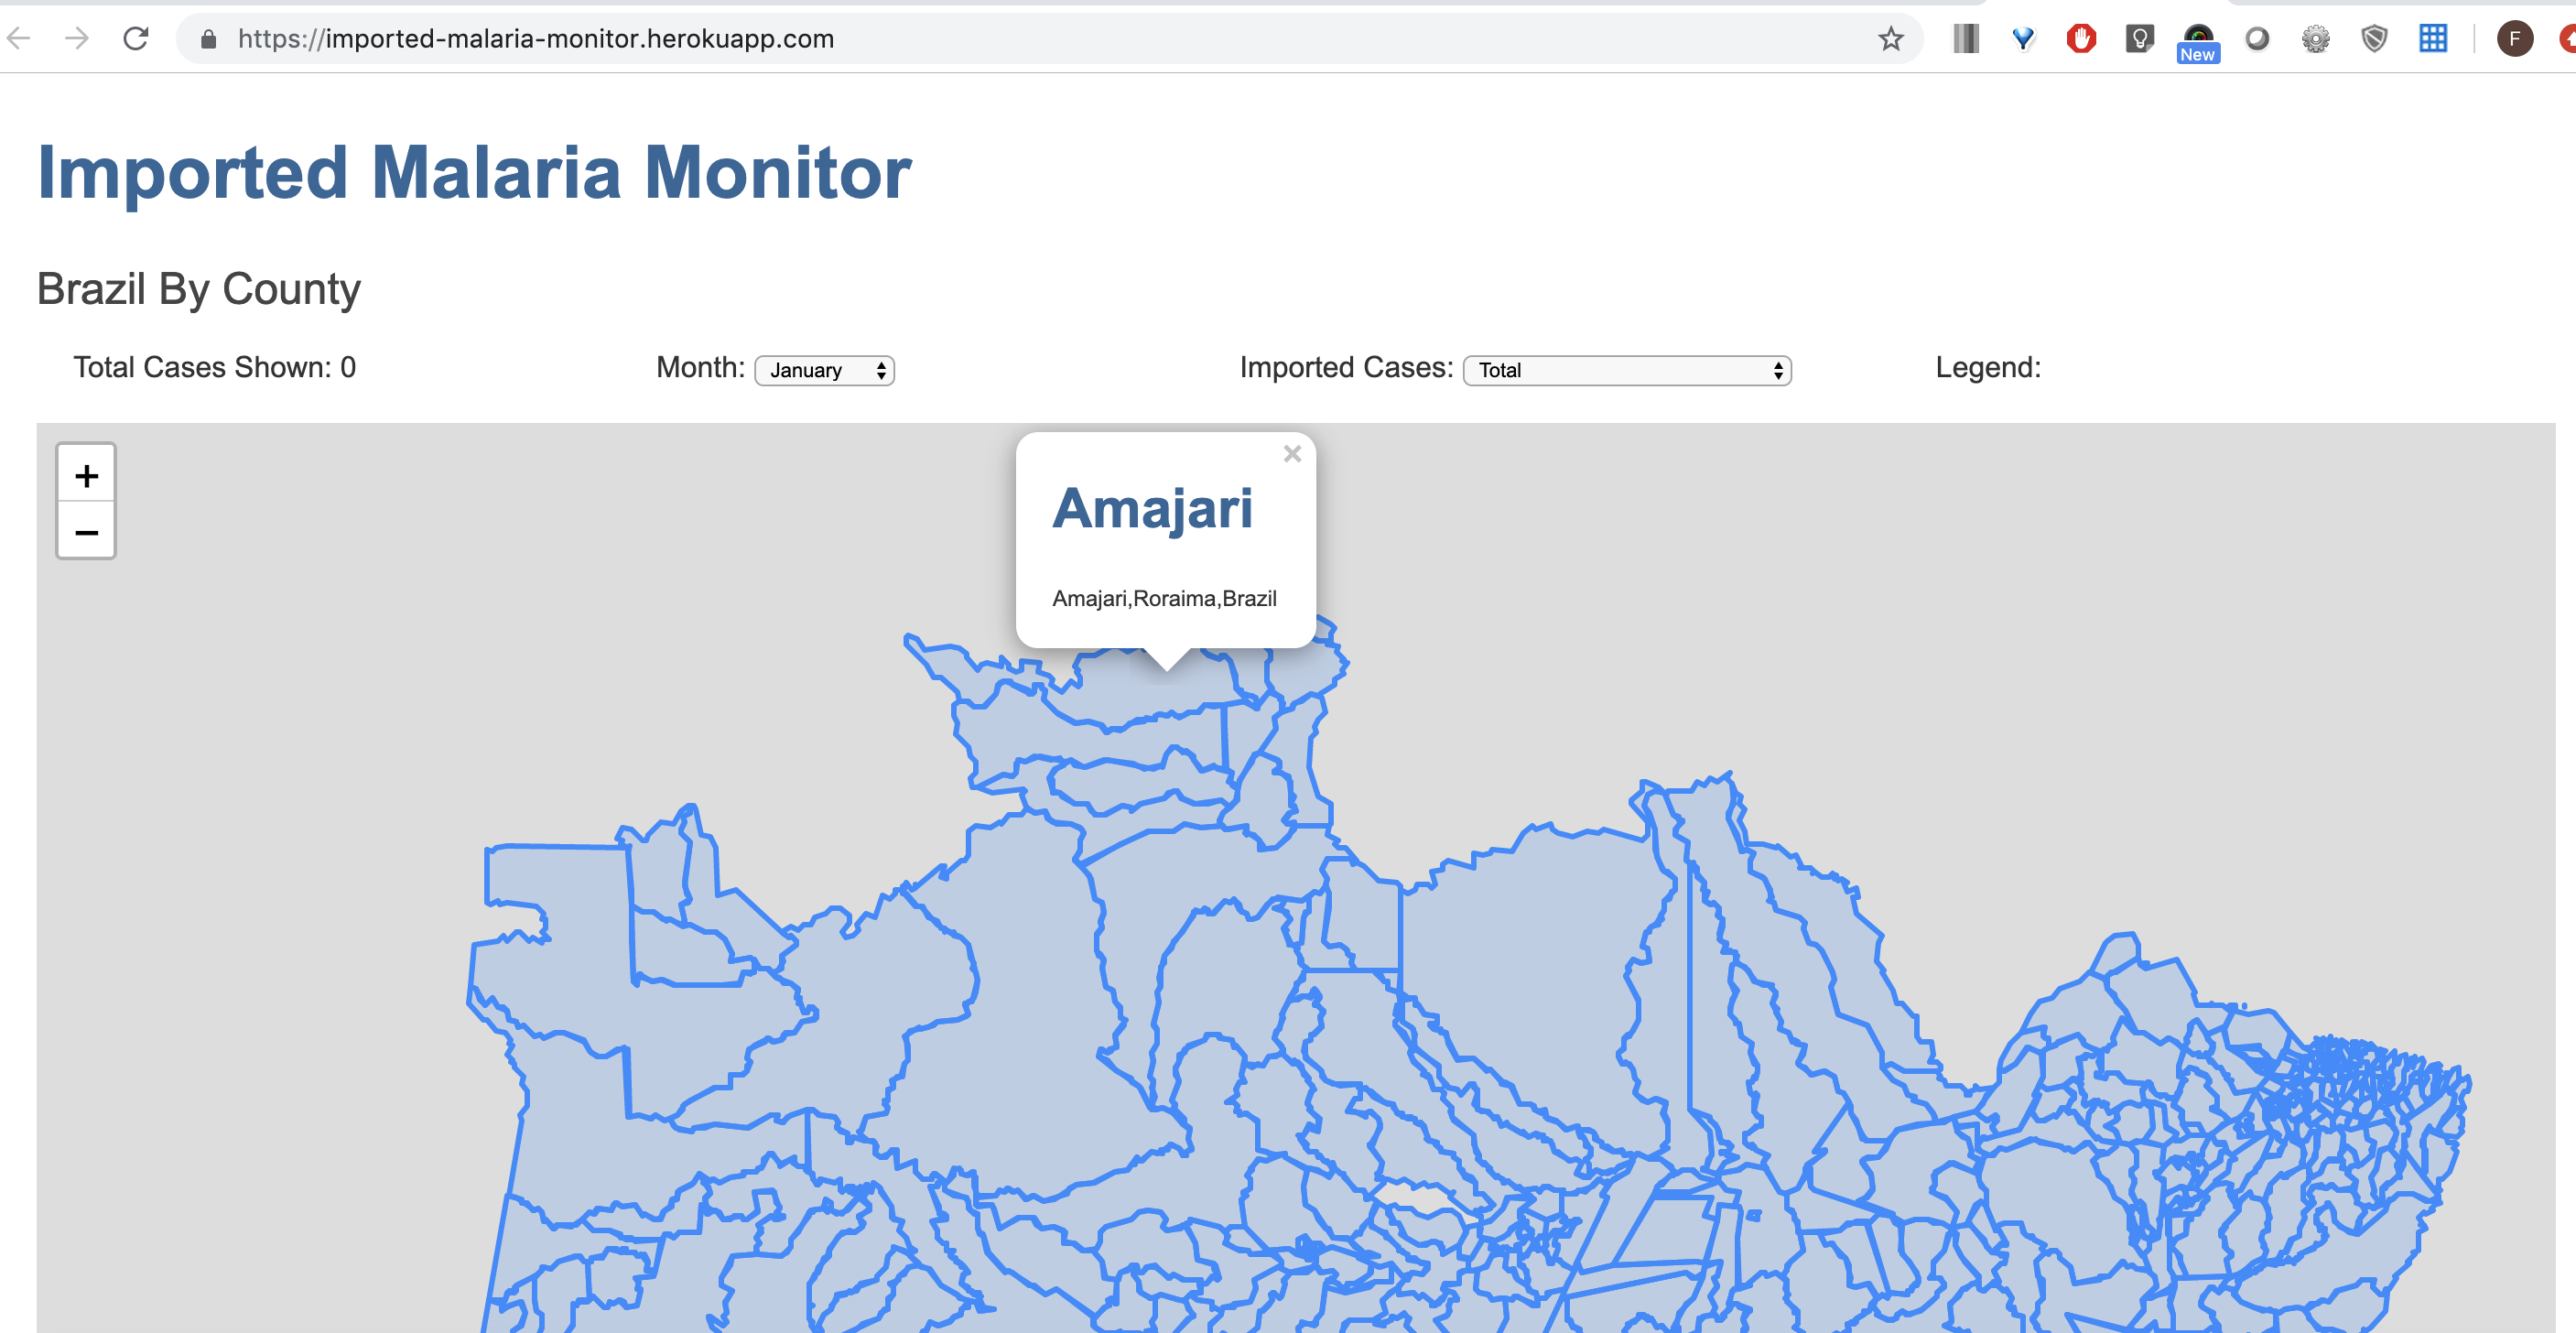 https://imported-malaria-monitor.herokuapp.com
New
F
Imported Malaria Monitor
Brazil By County
Total Cases Shown: 0
Month: January
Imported Cases: Total
Legend:
+
−
×
Amajari
Amajari,Roraima,Brazil